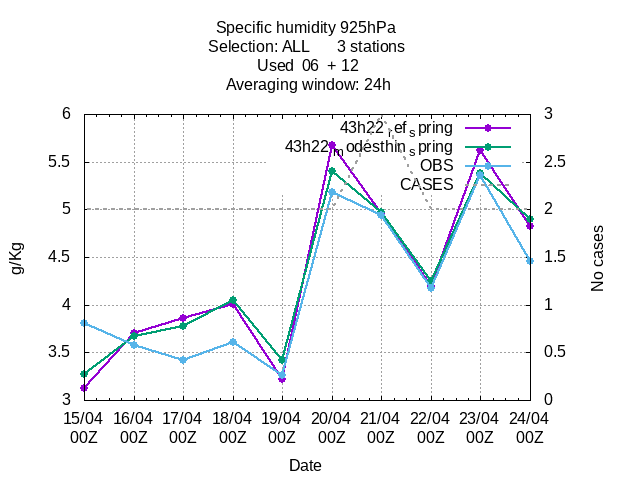 Specific humidity 925hPa
Selection: ALL 3 stations
Used 06 + 12
Averaging window: 24h
43h22_ref_spring
43h22_modesthin_spring
OBS
CASES
6
5.5
5
4.5
4
3.5
3
3
2.5
2
1.5
1
0.5
0
g/Kg
No cases
15/04 16/04 17/04 18/04 19/04 20/04 21/04 22/04 23/04 24/04
00Z 00Z 00Z 00Z 00Z 00Z 00Z 00Z 00Z 00Z
Date